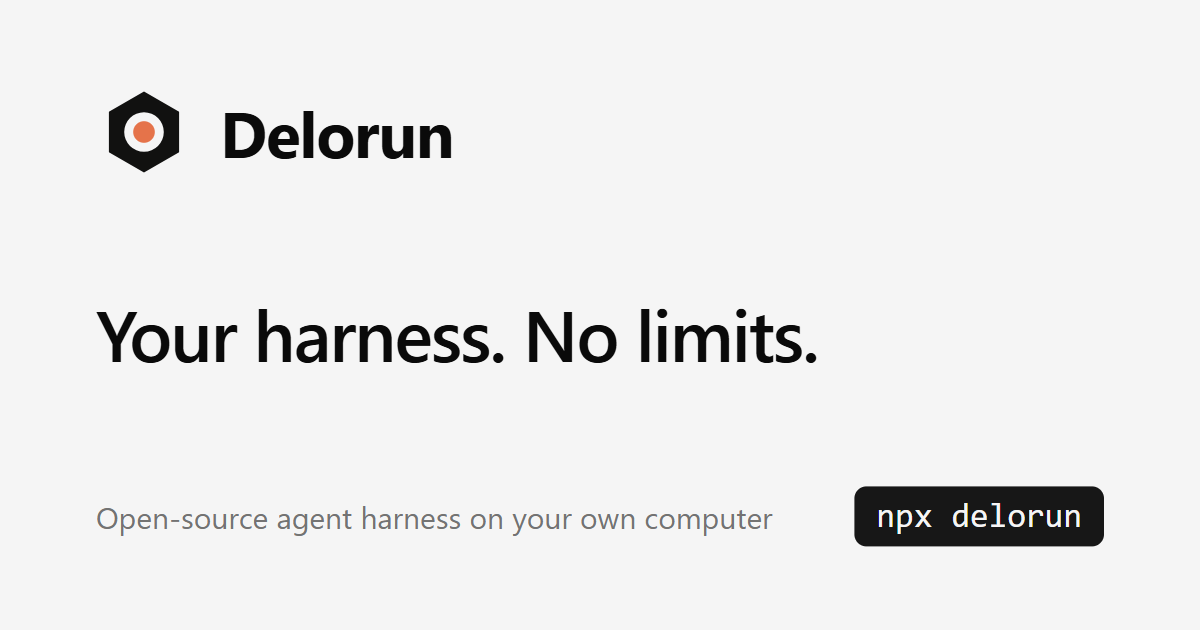 Delorun
Your harness. No limits.
Open-source agent harness on your own computer
npx delorun